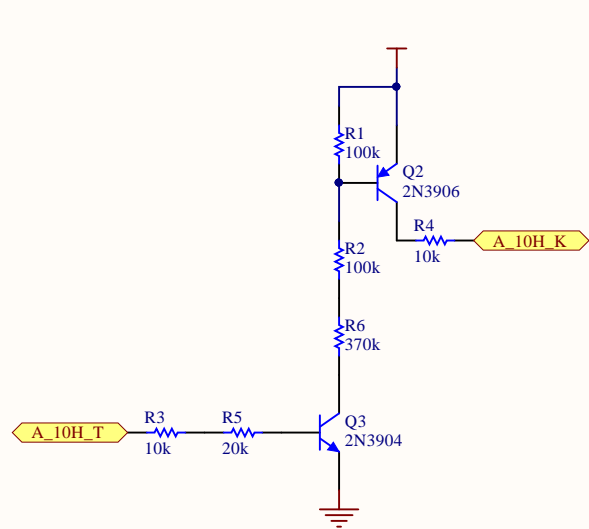 R1
100k
Q2
2N3906
R4
10k
A_10H_K
R2
100k
R6
370k
A_10H_T
R3
10k
R5
20k
Q3
2N3904